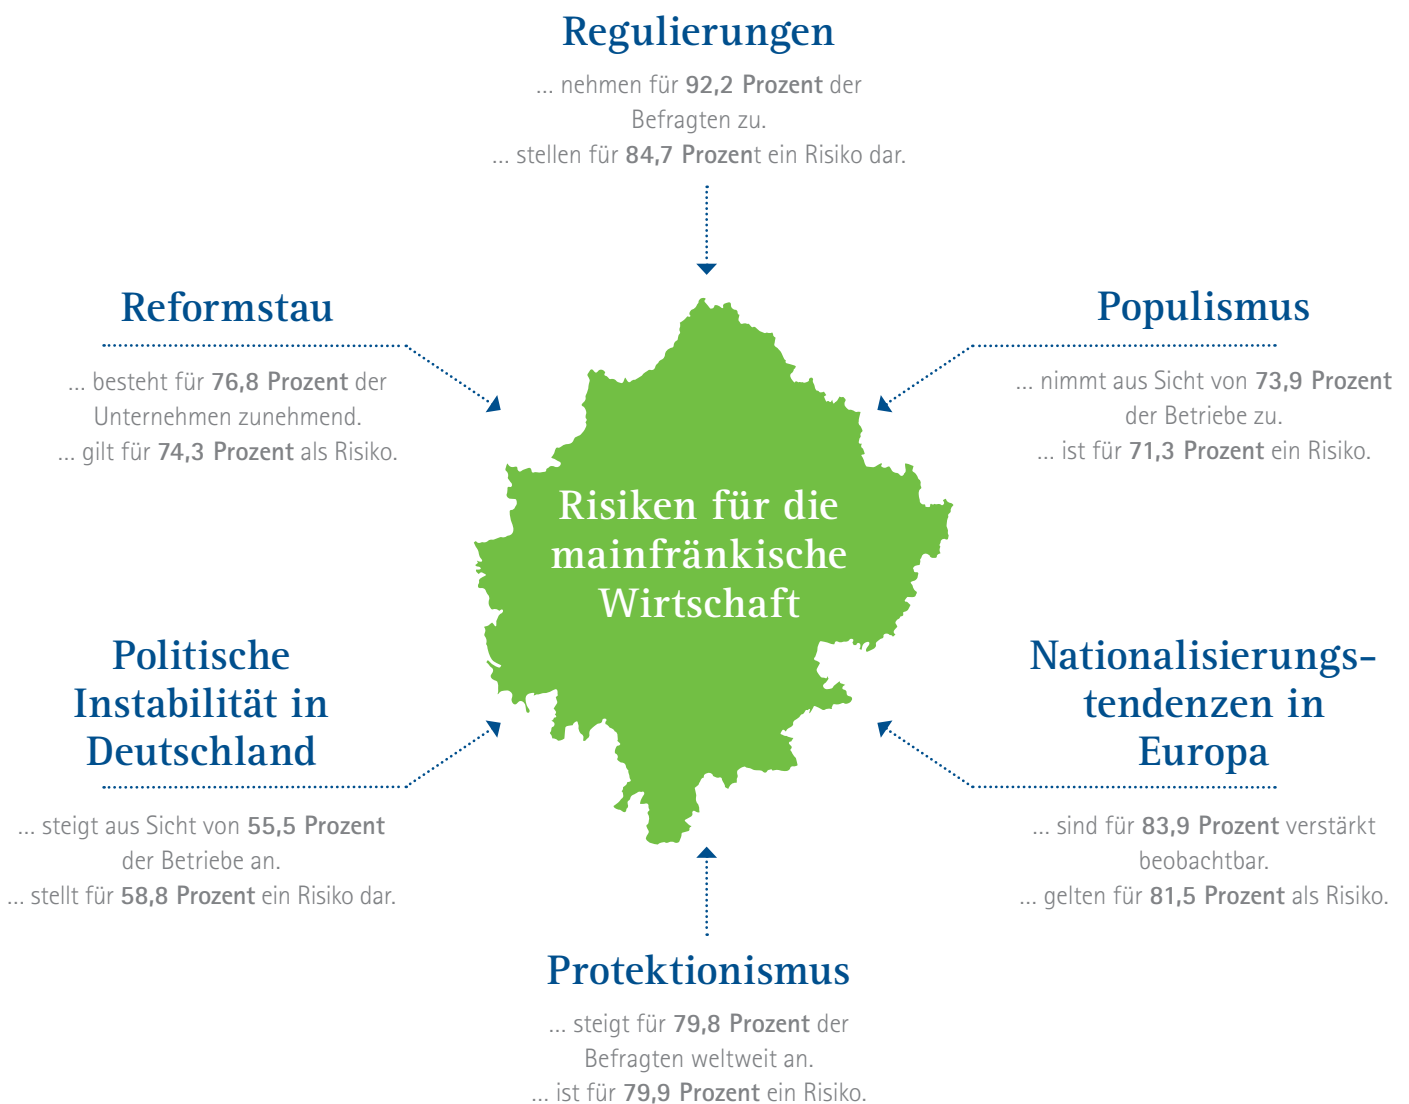 Regulierungen
... nehmen für 92,2 Prozent der
Befragten zu.
... stellen für 84,7 Prozent ein Risiko dar.
Reformstau
... besteht für 76,8 Prozent der
Unternehmen zunehmend.
... gilt für 74,3 Prozent als Risiko.
Populismus
... nimmt aus Sicht von 73,9 Prozent
der Betriebe zu.
... ist für 71,3 Prozent ein Risiko.
Risiken für die
mainfränkische
Wirtschaft
Politische
Instabilität in
Deutschland
... steigt aus Sicht von 55,5 Prozent
der Betriebe an.
... stellt für 58,8 Prozent ein Risiko dar.
Nationalisierungs-
tendenzen in
Europa
... sind für 83,9 Prozent verstärkt
beobachtbar.
... gelten für 81,5 Prozent als Risiko.
Protektionismus
... steigt für 79,8 Prozent der
Befragten weltweit an.
... ist für 79,9 Prozent ein Risiko.